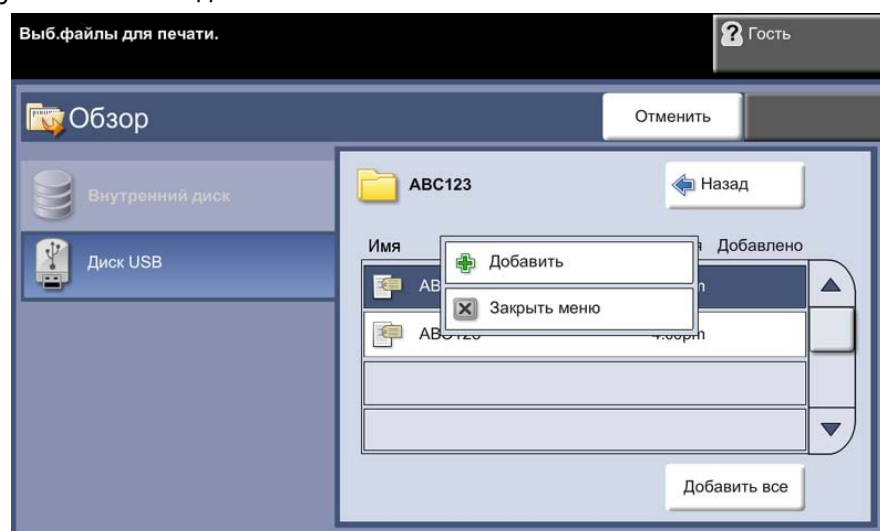 Выб.файлы для печати.
Гость
Обзор
Отменить
Внутренний диск
Диск USB
ABC123
Назад
Имя Добавлено
Добавить
Закрыть меню
Добавить все